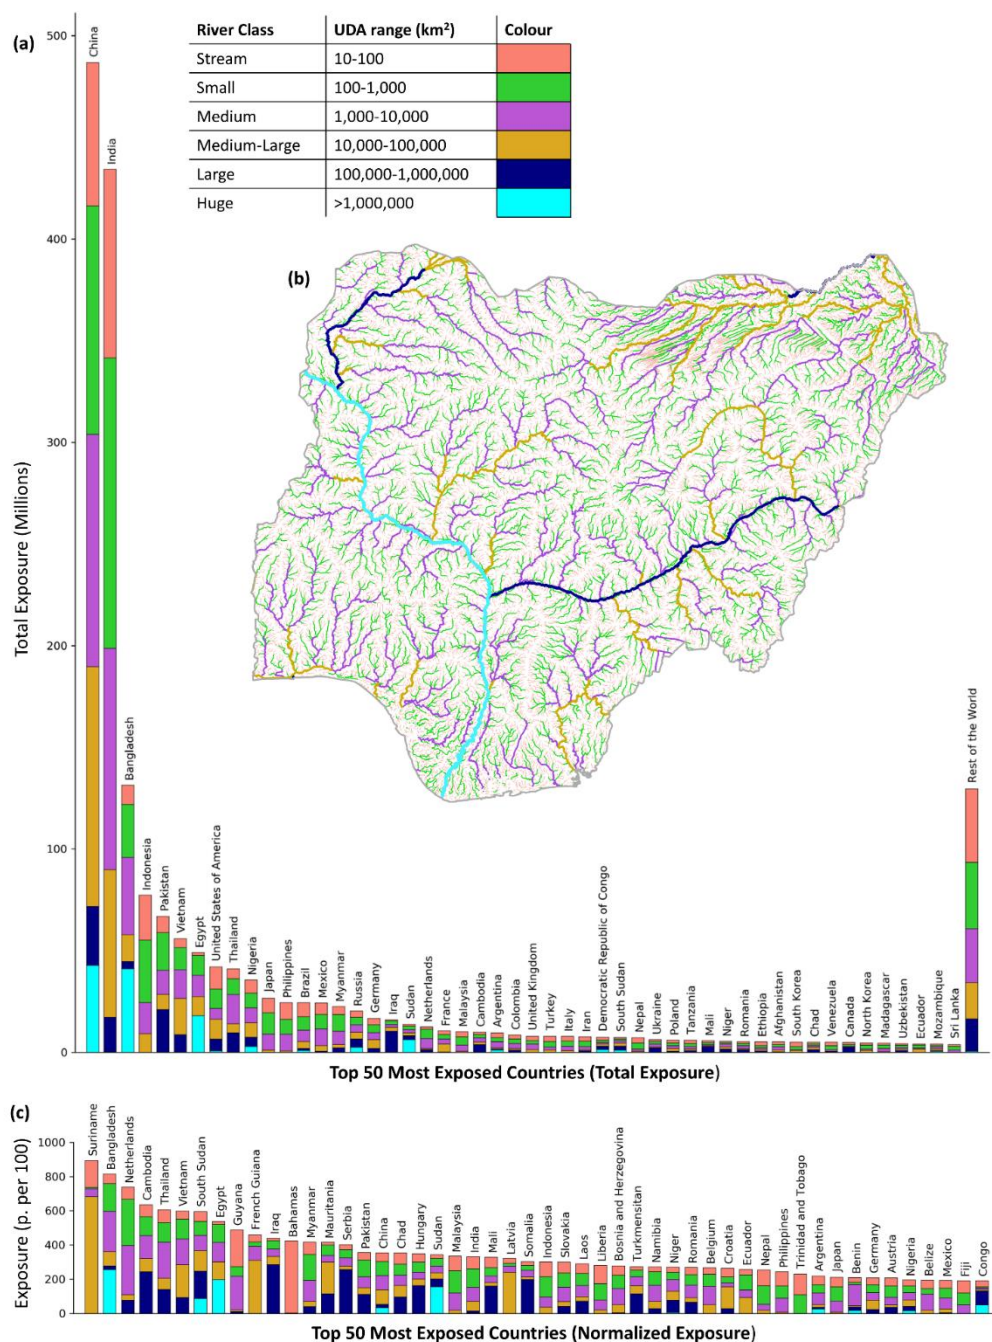 (a)
River Class UDA range (km²) Colour
Stream 10-100
Small 100-1,000
Medium 1,000-10,000
Medium-Large 10,000-100,000
Large 100,000-1,000,000
Huge >1,000,000
(b)
Total Exposure (Millions)
500
400
300
200
100
0
China
India
Bangladesh
Indonesia
Pakistan
Vietnam
Egypt
United States of America
Thailand
Nigeria
Japan
Philippines
Brazil
Mexico
Myanmar
Russia
Germany
Iraq
Sudan
Netherlands
France
Malaysia
Cambodia
Argentina
Colombia
United Kingdom
Turkey
Italy
Iran
Democratic Republic of Congo
South Sudan
Nepal
Ukraine
Poland
Tanzania
Mali
Niger
Romania
Ethiopia
Afghanistan
South Korea
Chad
Venezuela
Canada
North Korea
Madagascar
Uzbekistan
Ecuador
Mozambique
Sri Lanka
Rest of the World
Top 50 Most Exposed Countries (Total Exposure)
(c)
Exposure (p. per 100)
1000
800
600
400
200
0
Suriname
Bangladesh
Netherlands
Cambodia
Thailand
Vietnam
South Sudan
Egypt
Guyana
French Guiana
Iraq
Bahamas
Myanmar
Mauritania
Serbia
Pakistan
China
Chad
Hungary
Sudan
Malaysia
India
Mali
Latvia
Somalia
Indonesia
Slovakia
Laos
Liberia
Bosnia and Herzegovina
Turkmensitan
Namibia
Niger
Romania
Belgium
Croatia
Ecuador
Nepal
Philippines
Trinidad and Tobago
Argentina
Japan
Benin
Germany
Austria
Nigeria
Belize
Mexico
Fiji
Congo
Top 50 Most Exposed Countries (Normalized Exposure)